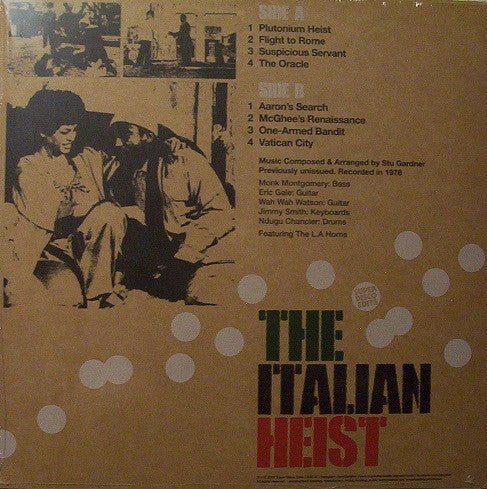 SIDE A
1 Plutonium Heist
2 Flight to Rome
3 Suspicious Servant
4 The Oracle
SIDE B
1 Aaron's Search
2 McGhee's Renaissance
3 One-Armed Bandit
4 Vatican City
Music Composed & Arranged by Stu Gardner
Previously unissued. Recorded in 1976
Monk Montgomery: Bass
Eric Gale: Guitar
Wah Wah Watson: Guitar
Jimmy Smith: Keyboards
Ndugu Chancler: Drums
Featuring The L.A Horns
SUPER
DISCO
EDITS
THE
ITALIAN
HEIST